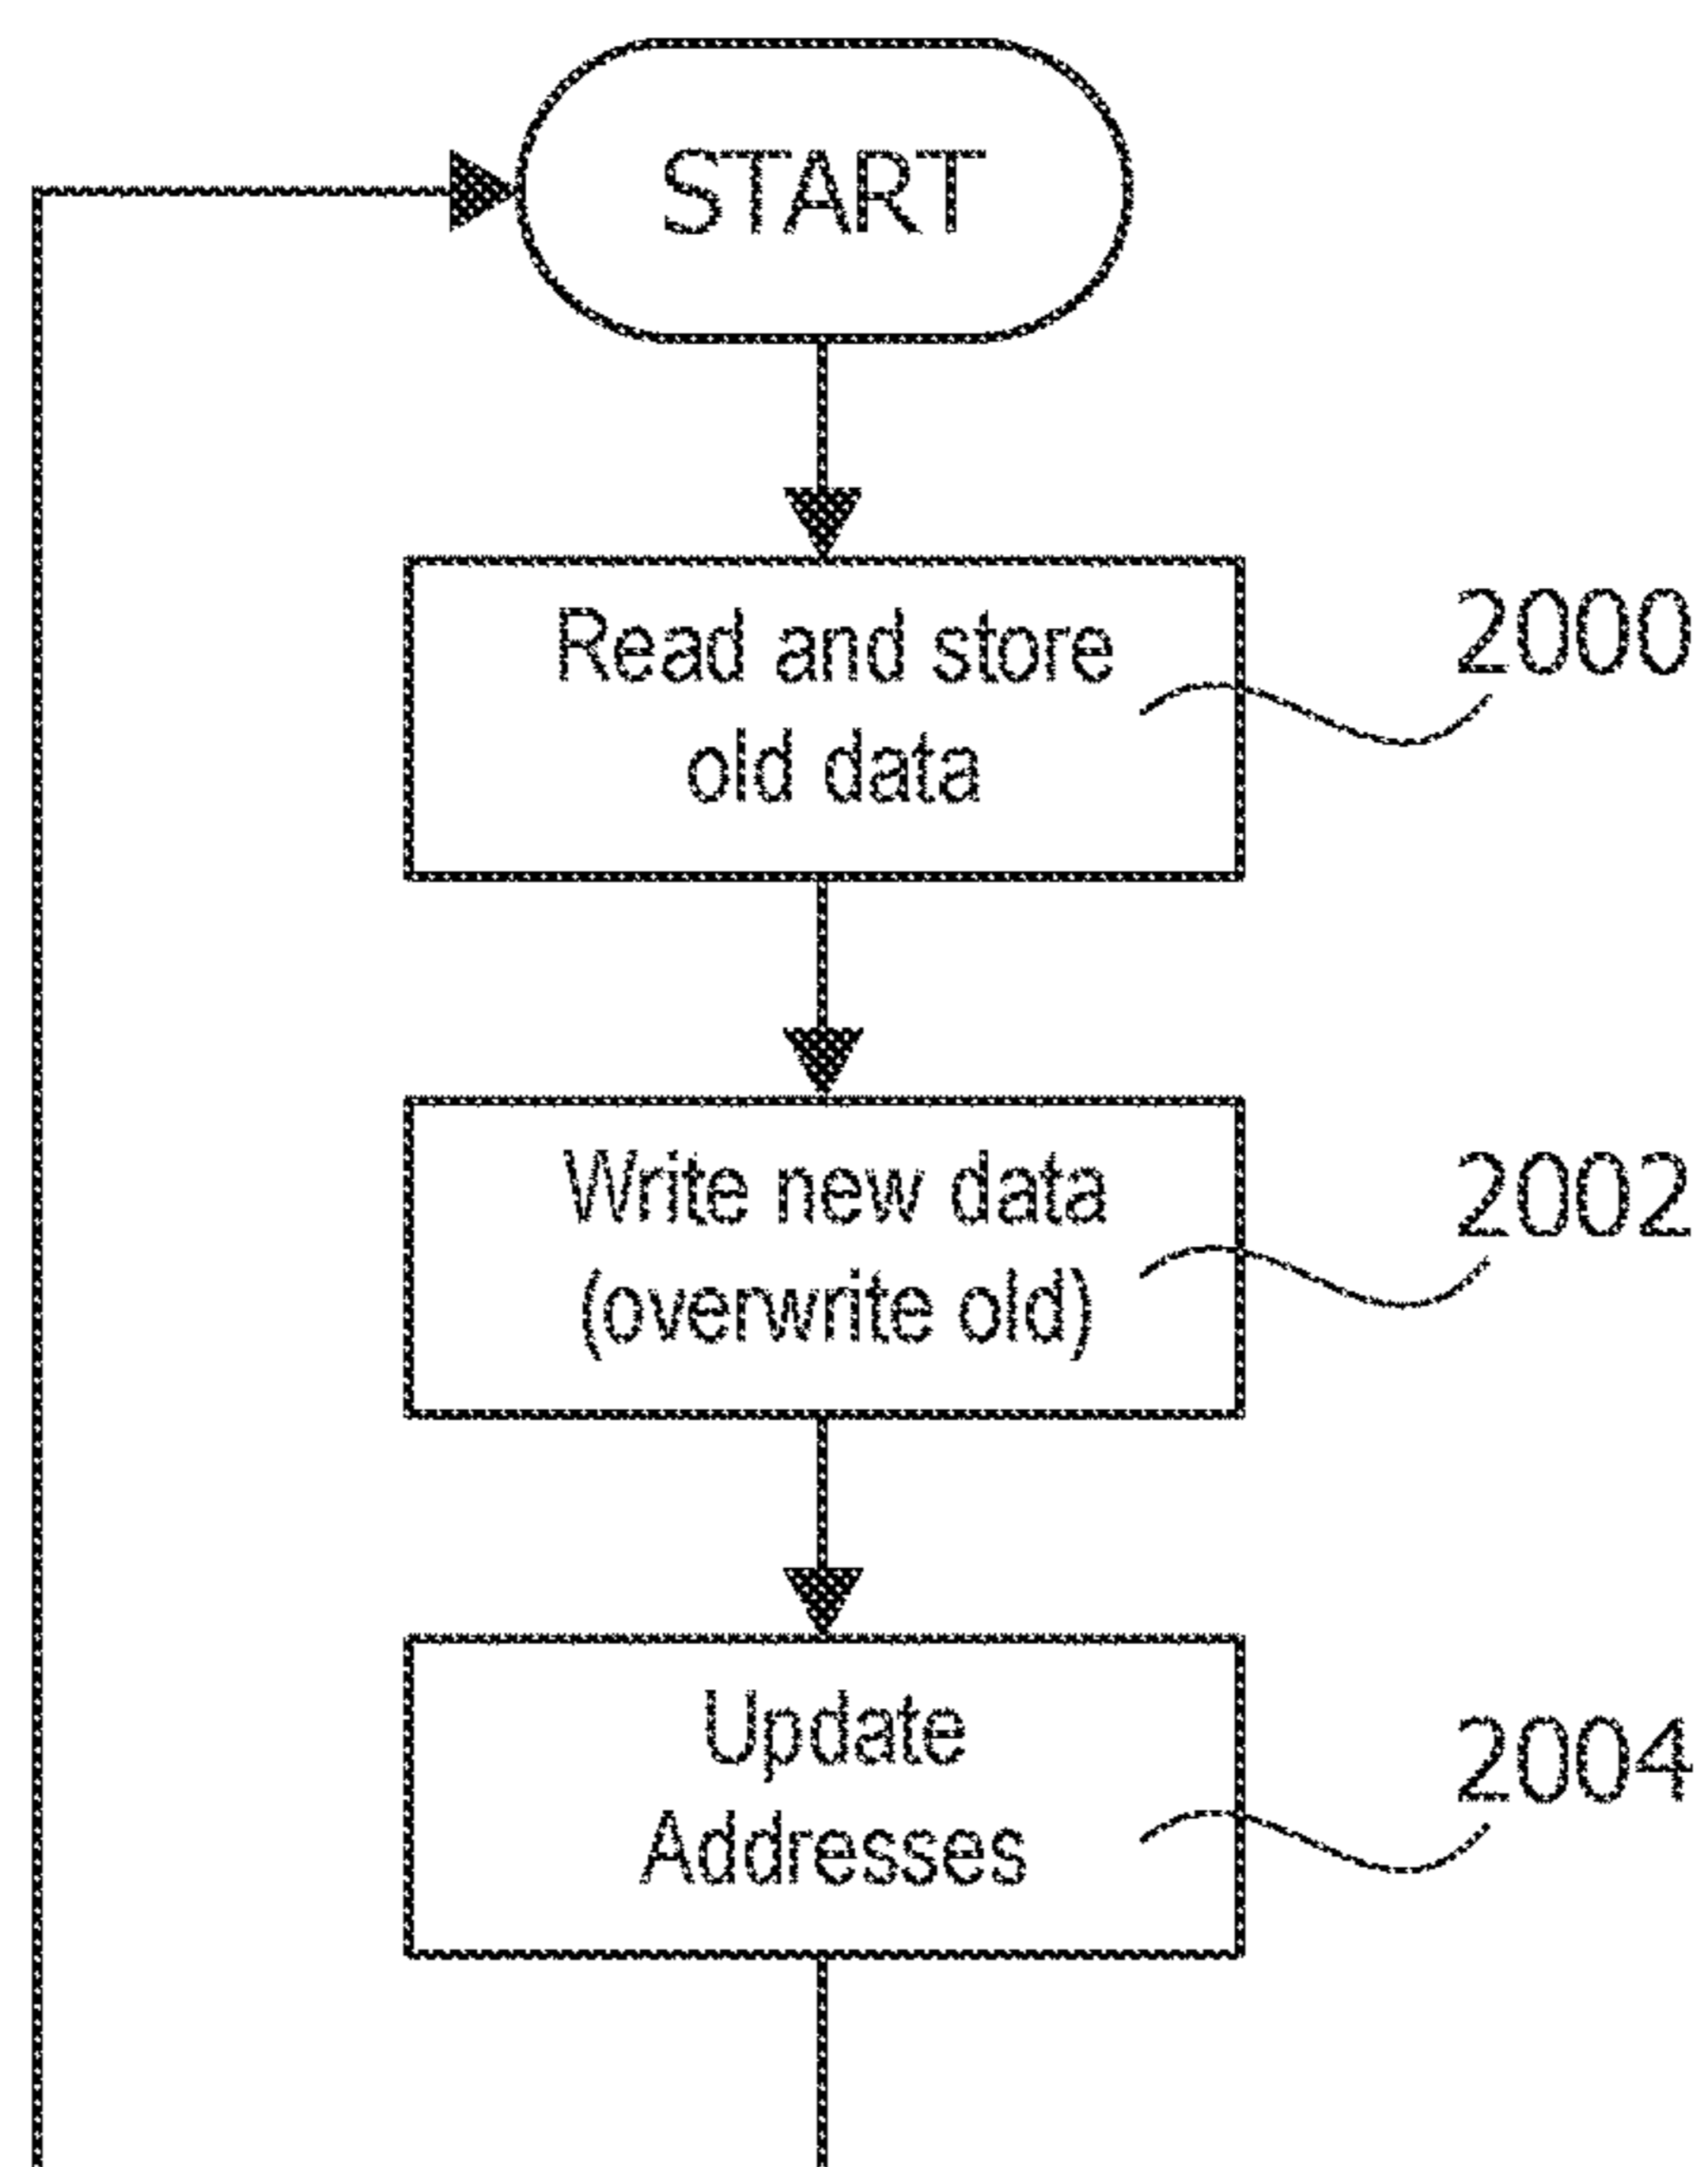 START
Read and store
old data
2000
Write new data
(overwrite old)
2002
Update
Addresses
2004